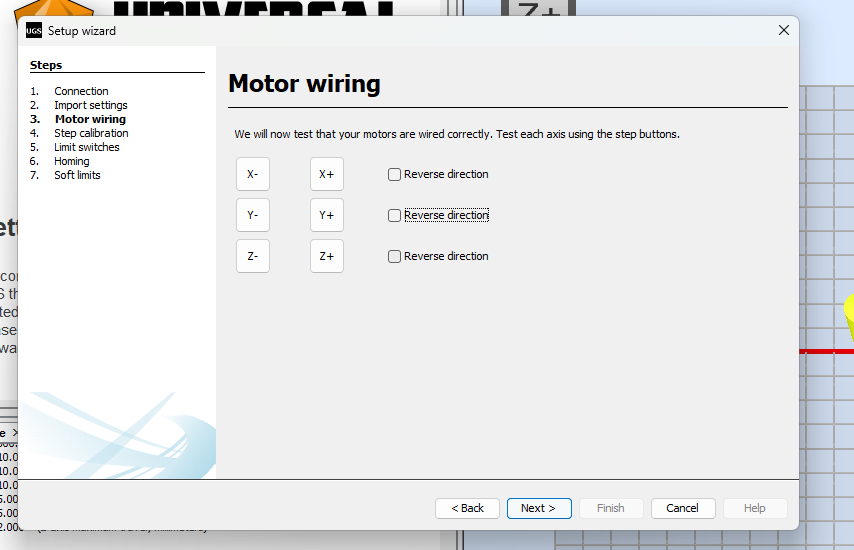 Z+
UGS Setup wizard
Steps
1. Connection
2. Import settings
3. Motor wiring
4. Step calibration
5. Limit switches
6. Homing
7. Soft limits
Motor wiring
We will now test that your motors are wired correctly. Test each axis using the step buttons.
X- X+ Reverse direction
Y- Y+ Reverse direction
Z- Z+ Reverse direction
< Back Next > Finish Cancel Help